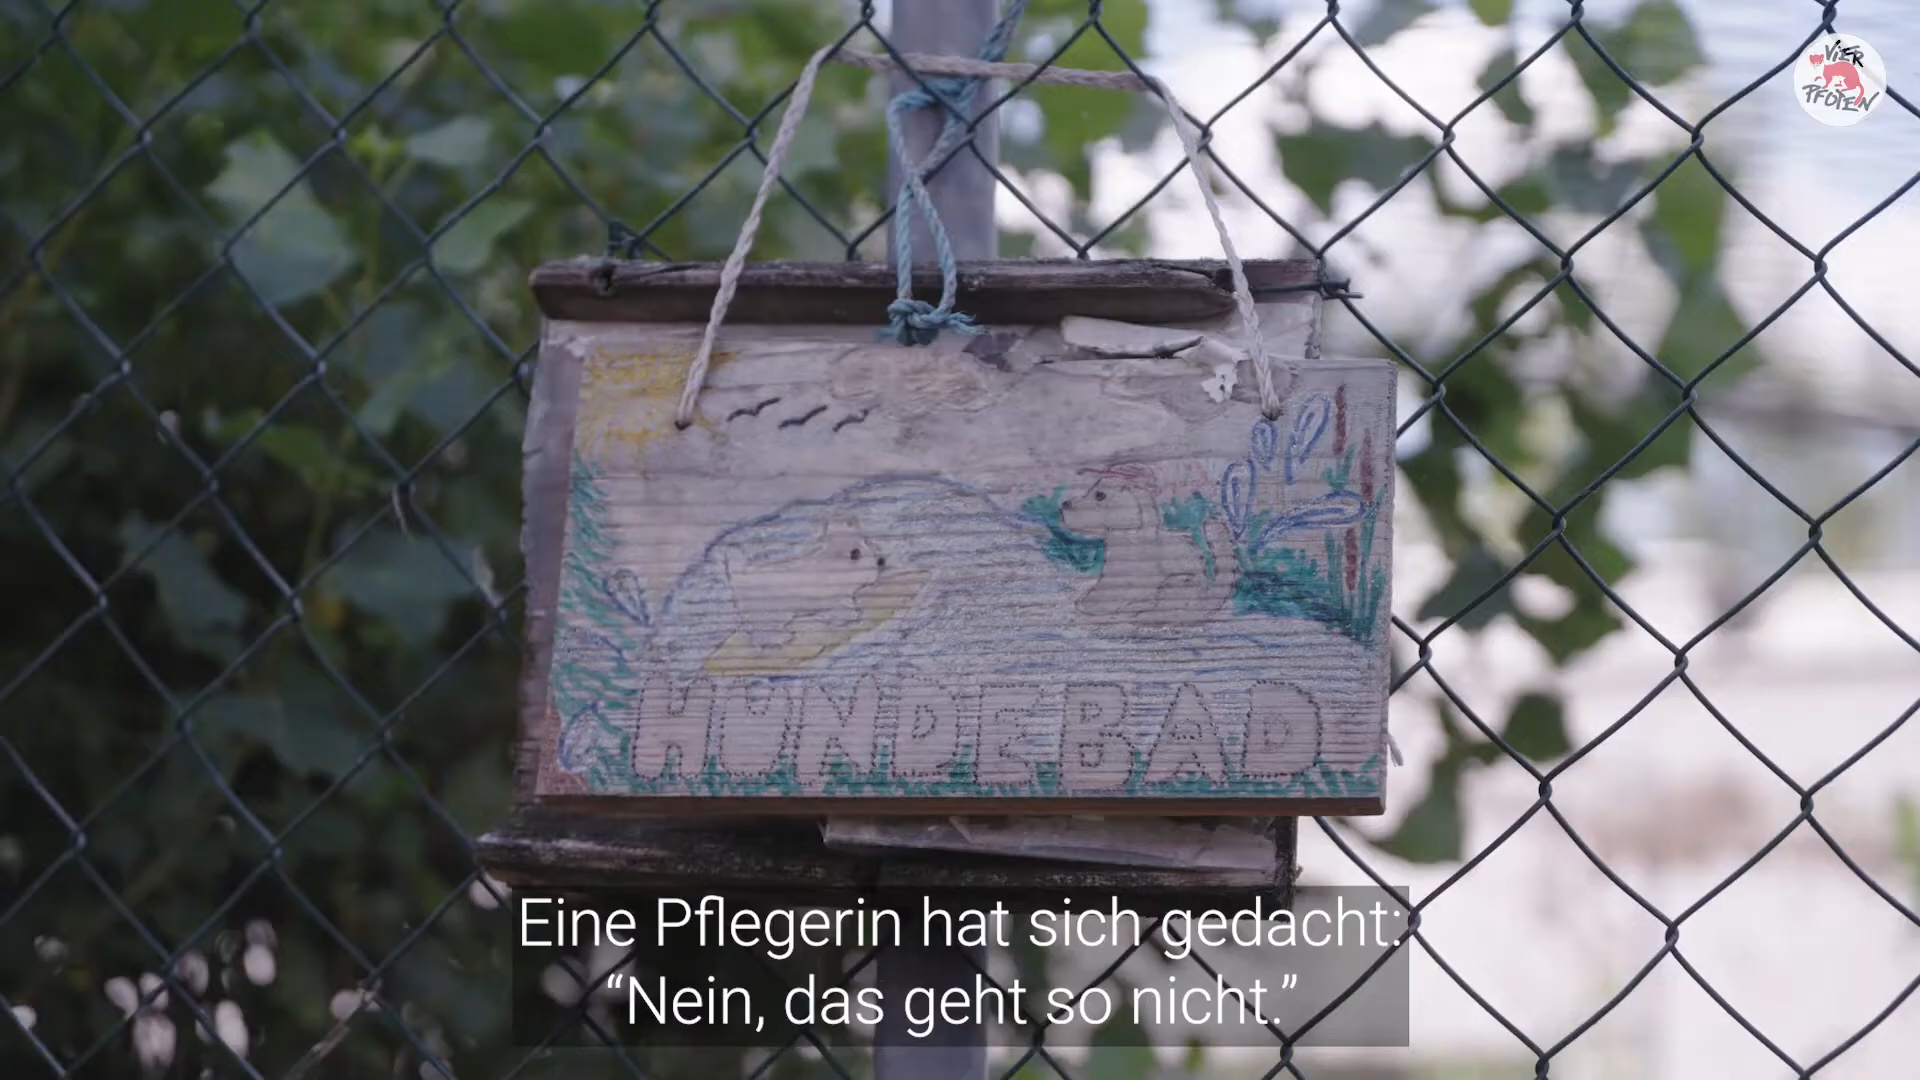 VIER
PFOTEN
HUNDEBAD
Eine Pflegerin hat sich gedacht:
“Nein, das geht so nicht.”